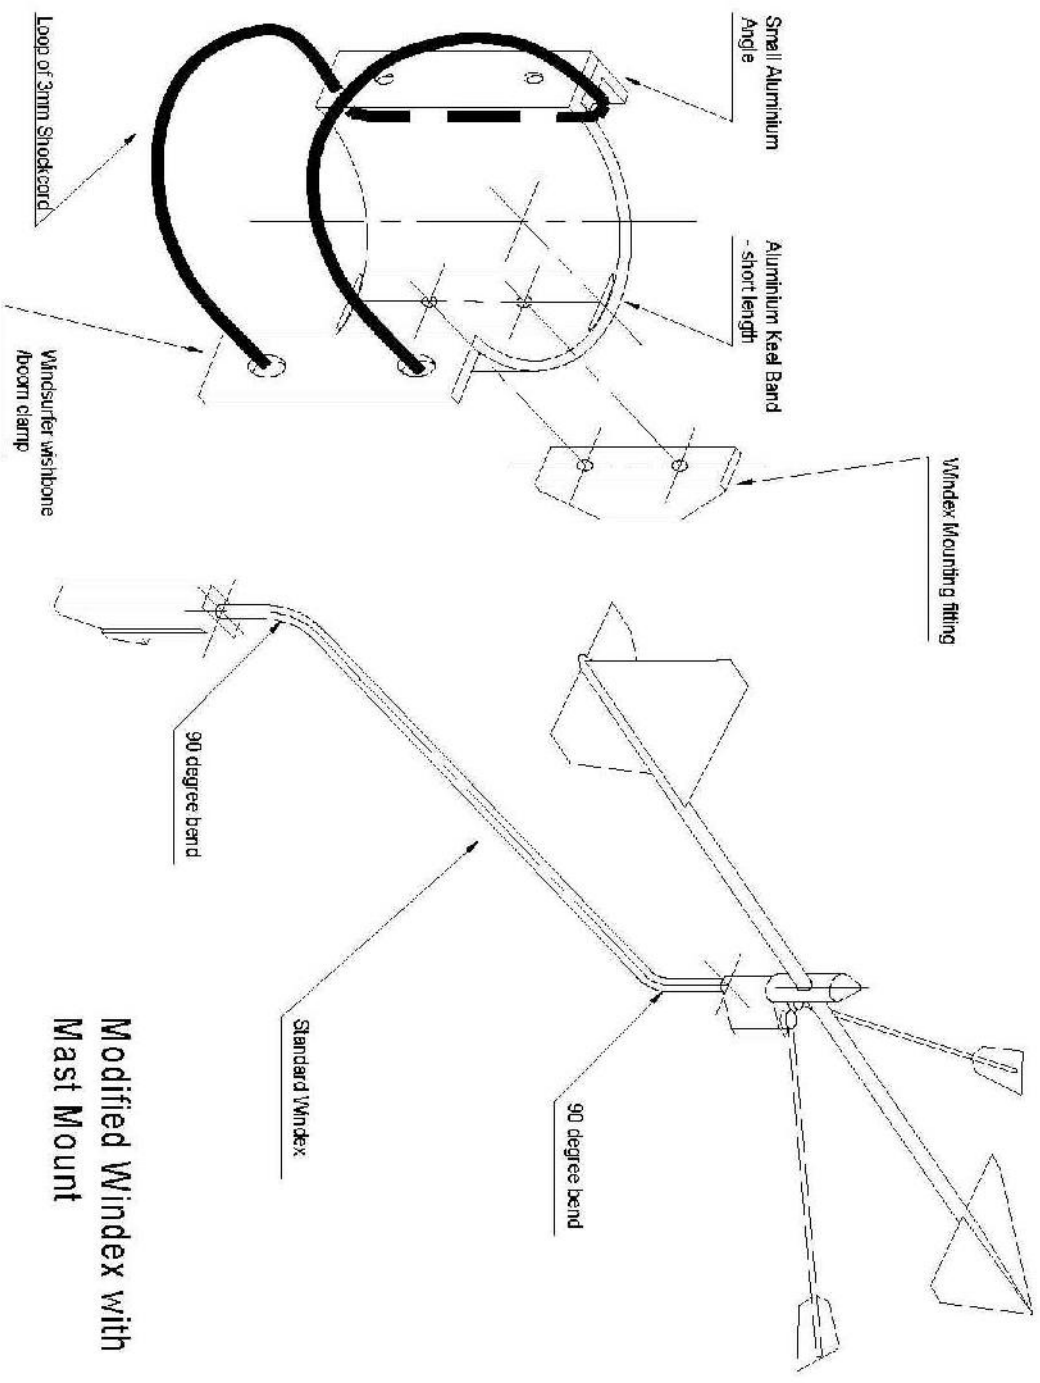 Small Aluminium
Angle
Aluminium Keel Band
- short length
Windex Mounting fitting
Loop of 3mm Shockcord
Windsurfer wishbone
/boom clamp
90 degree bend
Standard Windex
90 degree bend
Modified Windex with
Mast Mount